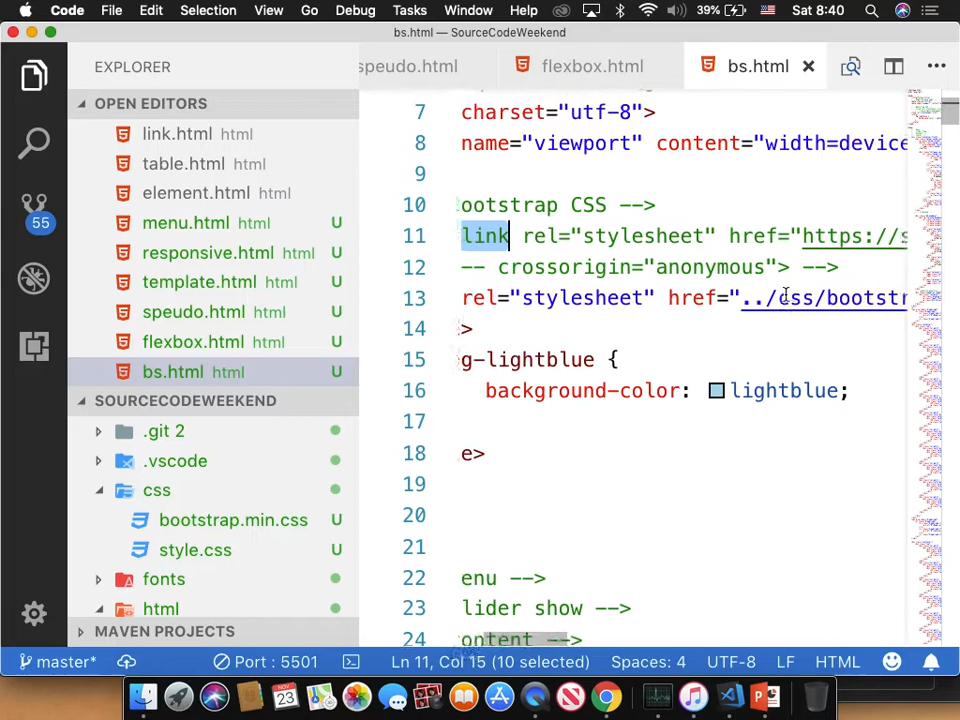 Code File Edit Selection View Go Debug Tasks Window Help 39% Sat 8:40
bs.html — SourceCodeWeekend
EXPLORER
speudo.html flexbox.html bs.html
OPEN EDITORS
link.html html
table.html html
element.html html
menu.html html U
responsive.html html U
template.html html U
speudo.html html U
flexbox.html html U
bs.html html U
SOURCECODEWEEKEND
.git 2
.vscode
css
bootstrap.min.css U
style.css U
fonts
html
MAVEN PROJECTS
55
7 charset="utf-8">
8 name="viewport" content="width=device
9
10 ootstrap CSS -->
11 link rel="stylesheet" href="https://s
12 -- crossorigin="anonymous"> -->
13 rel="stylesheet" href="../css/bootstr
14 >
15 g-lightblue {
16 background-color: lightblue;
17
18 e>
19
20
21
22 enu -->
23 lider show -->
24 ontent -->
master* Port : 5501 Ln 11, Col 15 (10 selected) Spaces: 4 UTF-8 LF HTML
NOV
23